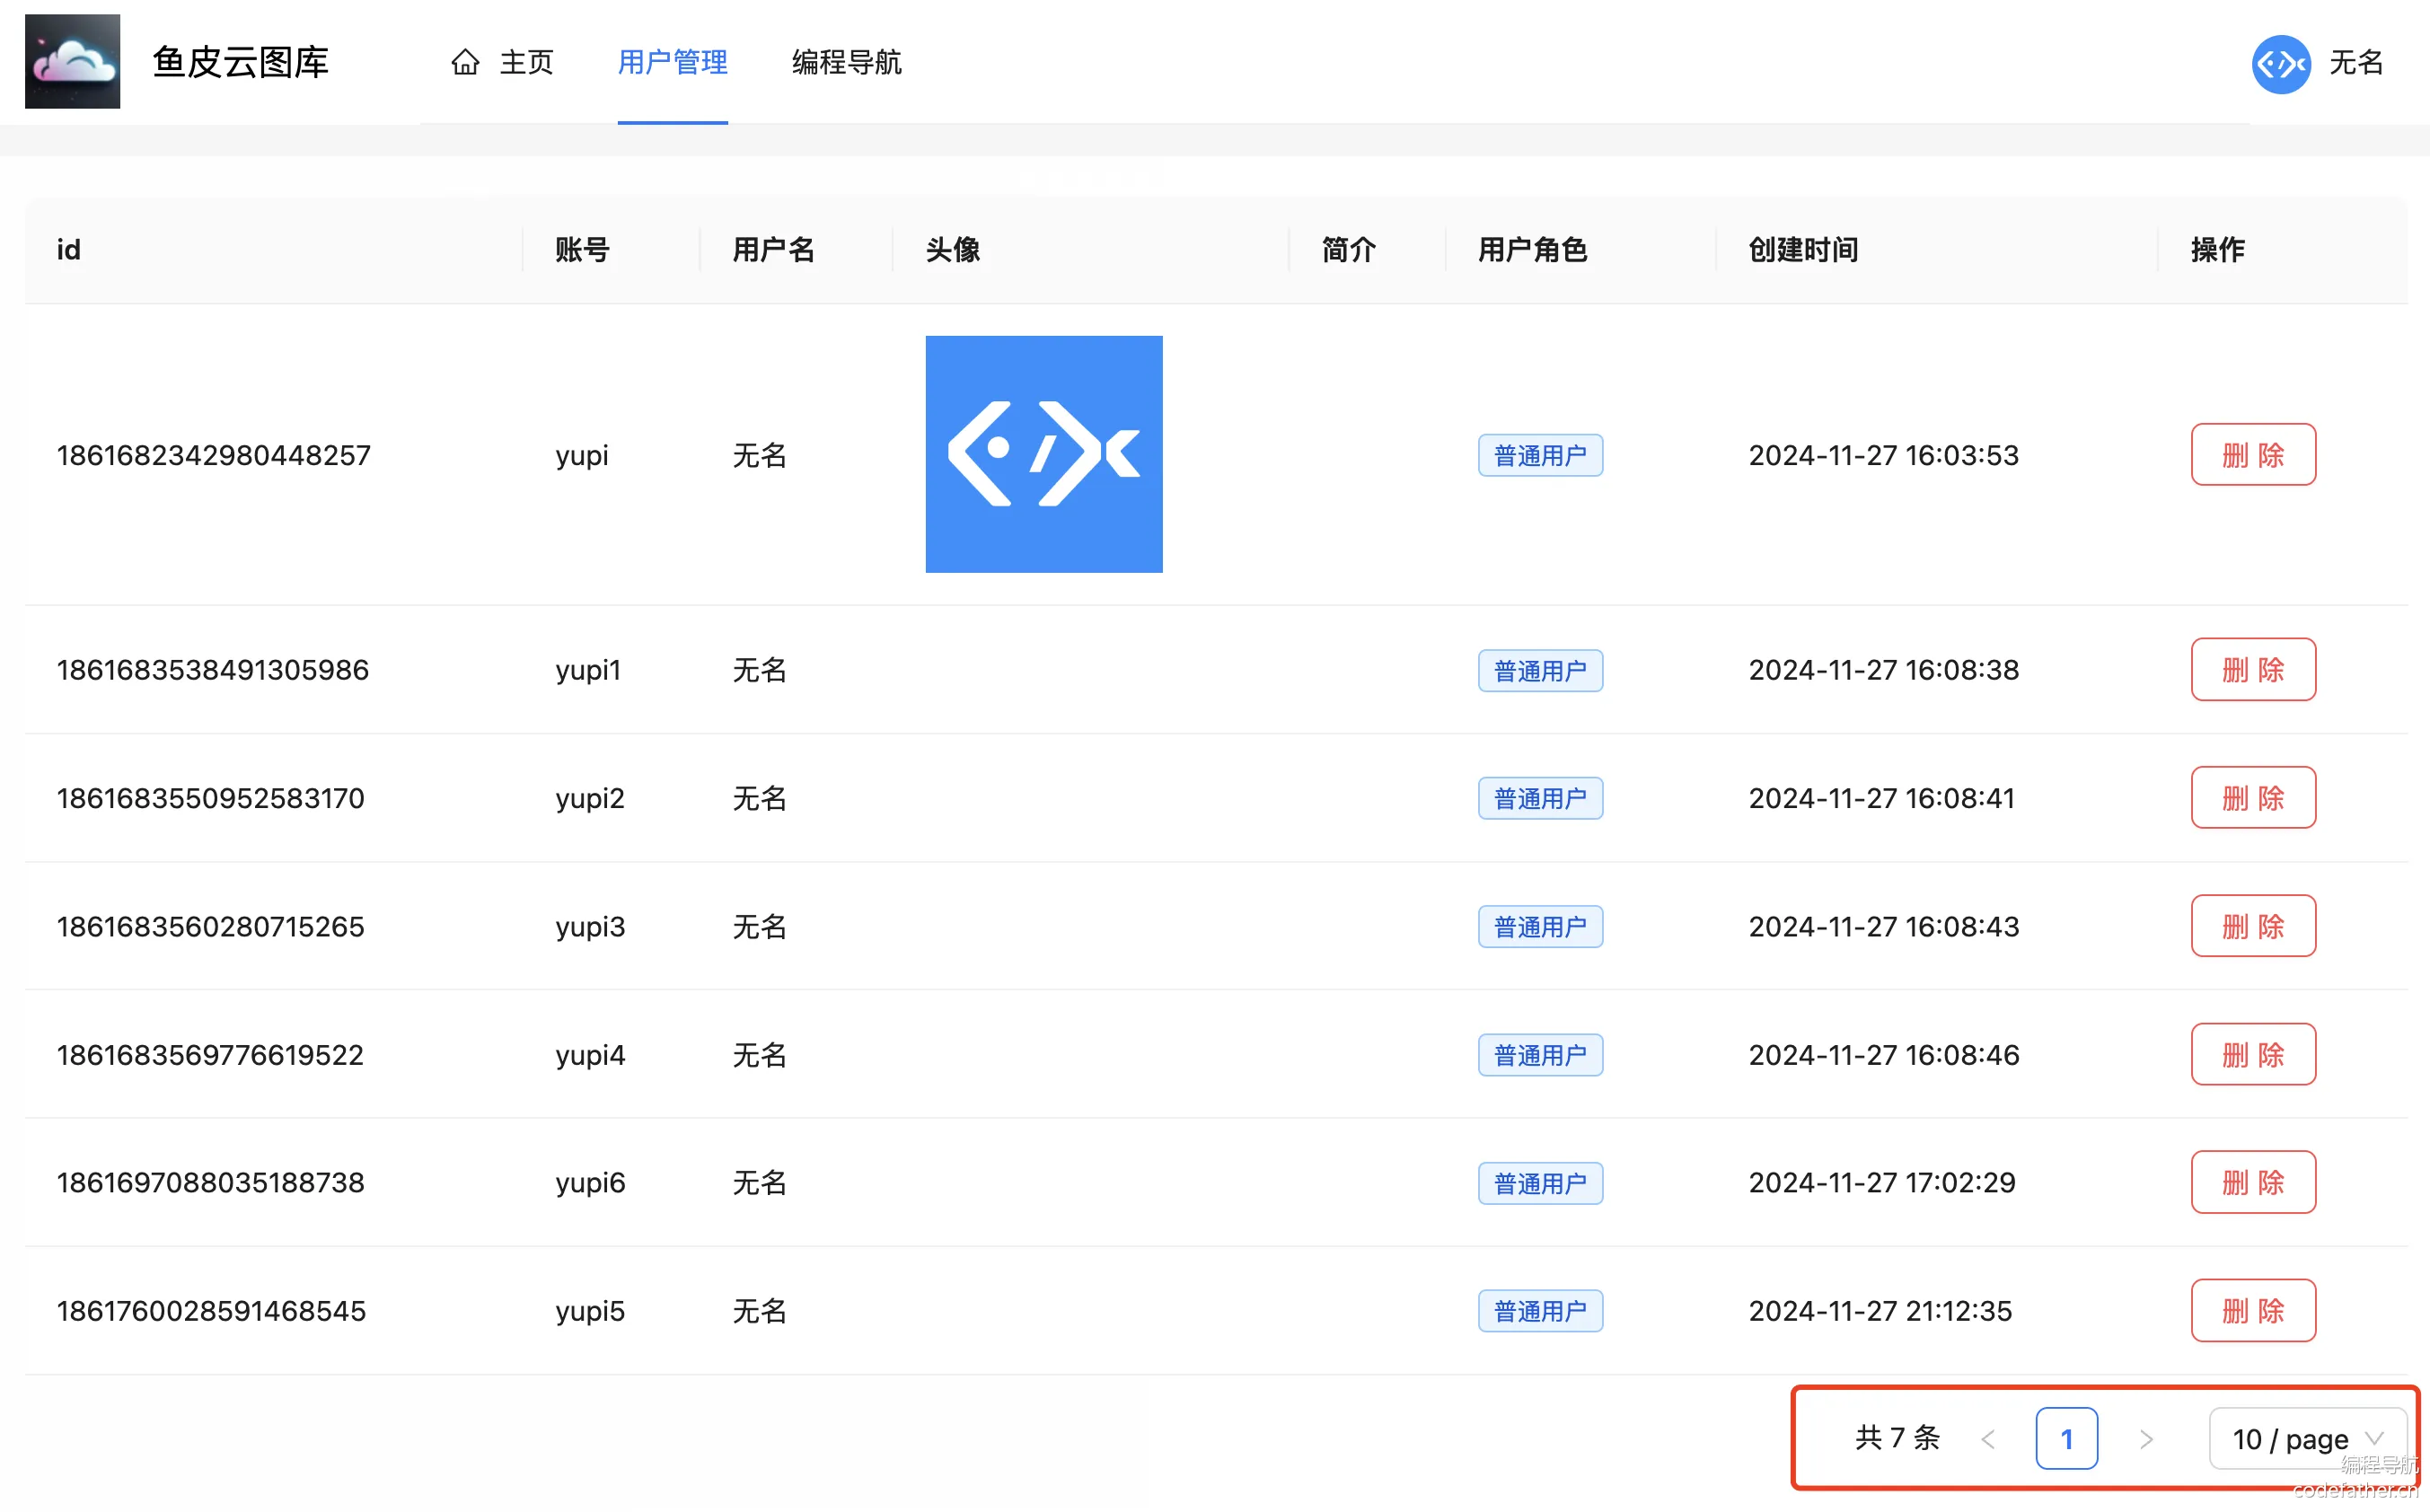 鱼皮云图库 主页 用户管理 编程导航 无名
id 账号 用户名 头像 简介 用户角色 创建时间 操作
1861682342980448257 yupi 无名 普通用户 2024-11-27 16:03:53 删 除
1861683538491305986 yupi1 无名 普通用户 2024-11-27 16:08:38 删 除
1861683550952583170 yupi2 无名 普通用户 2024-11-27 16:08:41 删 除
1861683560280715265 yupi3 无名 普通用户 2024-11-27 16:08:43 删 除
1861683569776619522 yupi4 无名 普通用户 2024-11-27 16:08:46 删 除
1861697088035188738 yupi6 无名 普通用户 2024-11-27 17:02:29 删 除
1861760028591468545 yupi5 无名 普通用户 2024-11-27 21:12:35 删 除
共 7 条 < 1 > 10 / page
编程导航
codefather.cn